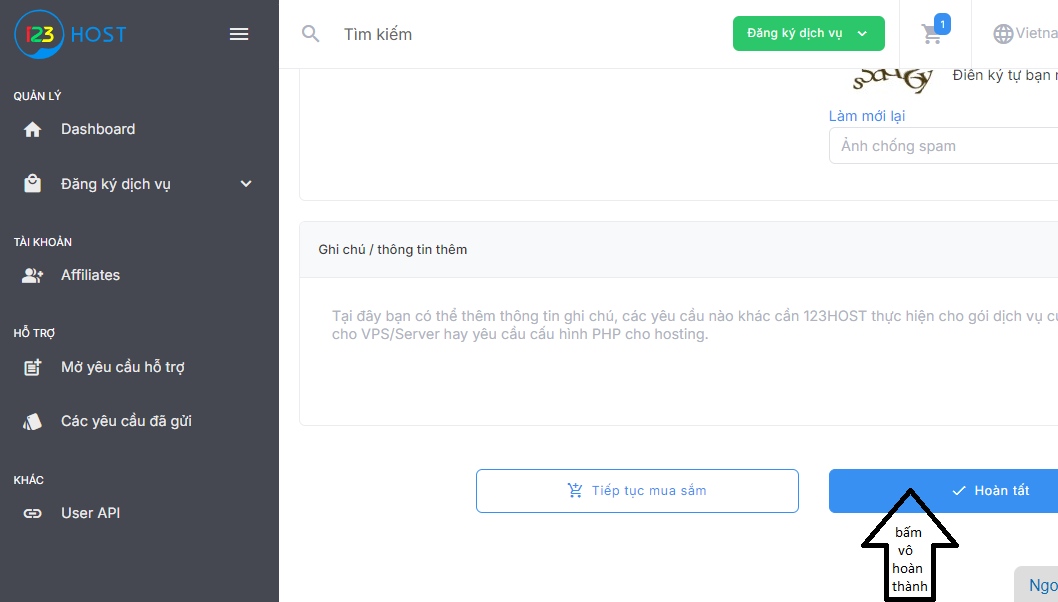 123 HOST
Tìm kiếm
Đăng ký dịch vụ
1
Vietna
QUẢN LÝ
Dashboard
Đăng ký dịch vụ
TÀI KHOẢN
Affiliates
HỖ TRỢ
Mở yêu cầu hỗ trợ
Các yêu cầu đã gửi
KHÁC
User API
Điền ký tự bạn
Làm mới lại
Ảnh chống spam
Ghi chú / thông tin thêm
Tại đây bạn có thể thêm thông tin ghi chú, các yêu cầu nào khác cần 123HOST thực hiện cho gói dịch vụ
cho VPS/Server hay yêu cầu cấu hình PHP cho hosting.
Tiếp tục mua sắm
Hoàn tất
bấm
vô
hoàn
thành
Ngo